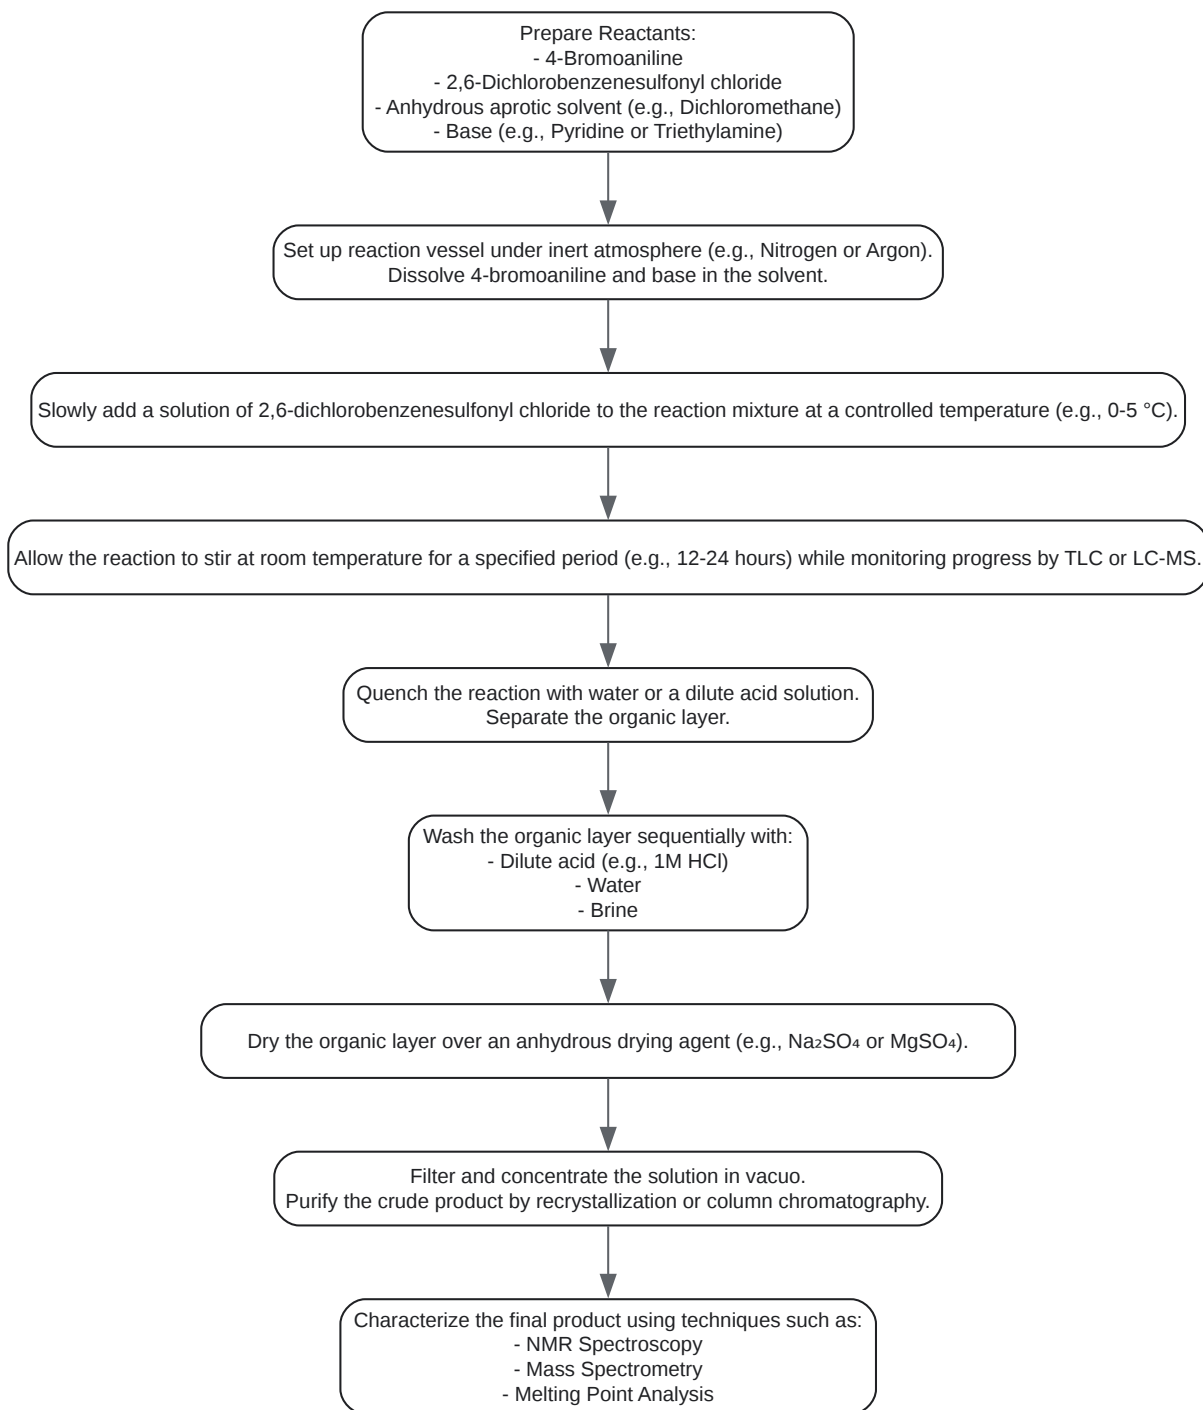 Prepare Reactants:
- 4-Bromoaniline
- 2,6-Dichlorobenzenesulfonyl chloride
- Anhydrous aprotic solvent (e.g., Dichloromethane)
- Base (e.g., Pyridine or Triethylamine)
Set up reaction vessel under inert atmosphere (e.g., Nitrogen or Argon).
Dissolve 4-bromoaniline and base in the solvent.
Slowly add a solution of 2,6-dichlorobenzenesulfonyl chloride to the reaction mixture at a controlled temperature (e.g., 0-5 °C).
Allow the reaction to stir at room temperature for a specified period (e.g., 12-24 hours) while monitoring progress by TLC or LC-MS.
Quench the reaction with water or a dilute acid solution.
Separate the organic layer.
Wash the organic layer sequentially with:
- Dilute acid (e.g., 1M HCl)
- Water
- Brine
Dry the organic layer over an anhydrous drying agent (e.g., Na₂SO₄ or MgSO₄).
Filter and concentrate the solution in vacuo.
Purify the crude product by recrystallization or column chromatography.
Characterize the final product using techniques such as:
- NMR Spectroscopy
- Mass Spectrometry
- Melting Point Analysis